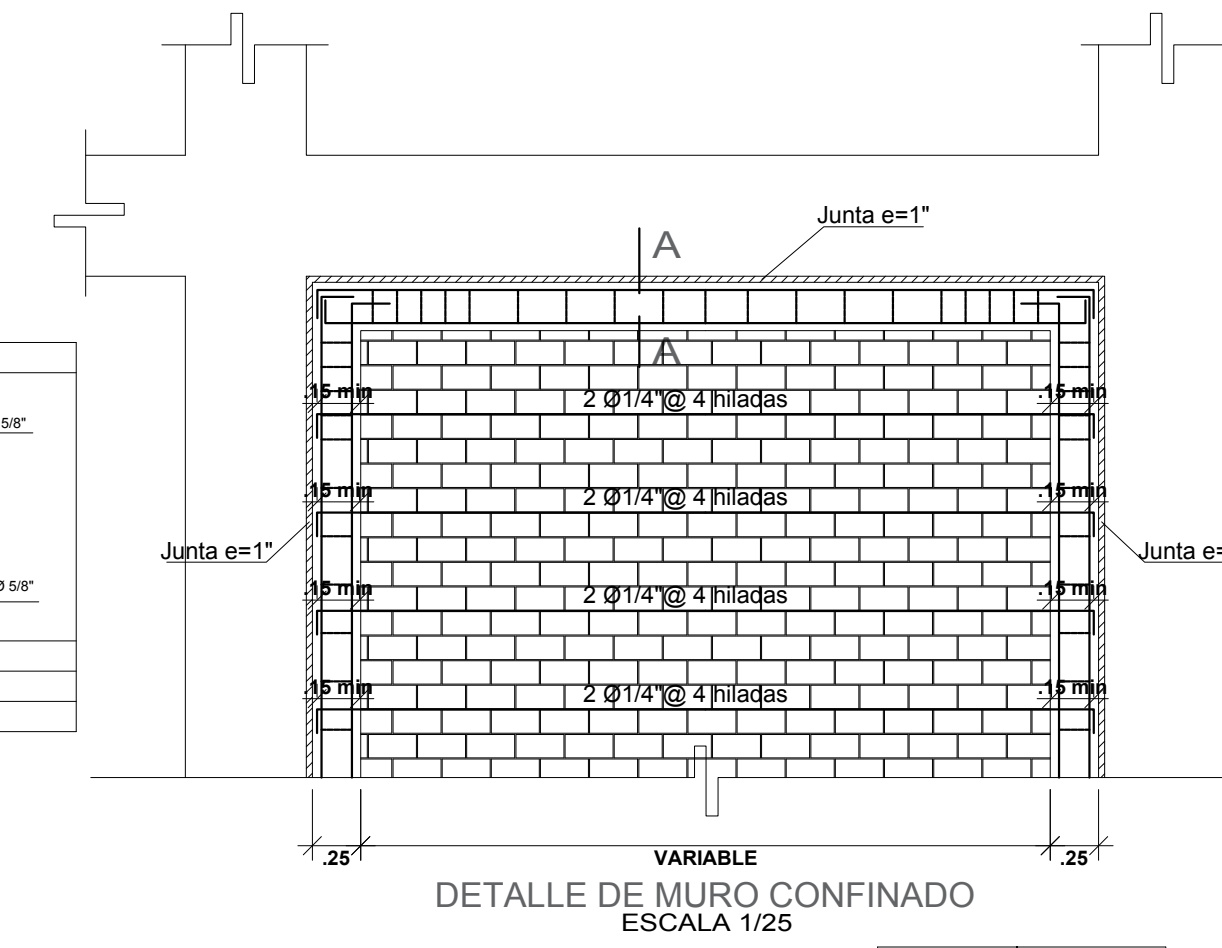 Junta e=1"
A
A
.15 min
2 Ø1/4"@ 4 hiladas
.15 min
5/8"
.15 min
2 Ø1/4"@ 4 hiladas
.15 min
Junta e=1"
Junta e=
Ø 5/8"
.15 min
2 Ø1/4"@ 4 hiladas
.15 min
.15 min
2 Ø1/4"@ 4 hiladas
.15 min
.25
VARIABLE
.25
DETALLE DE MURO CONFINADO
ESCALA 1/25